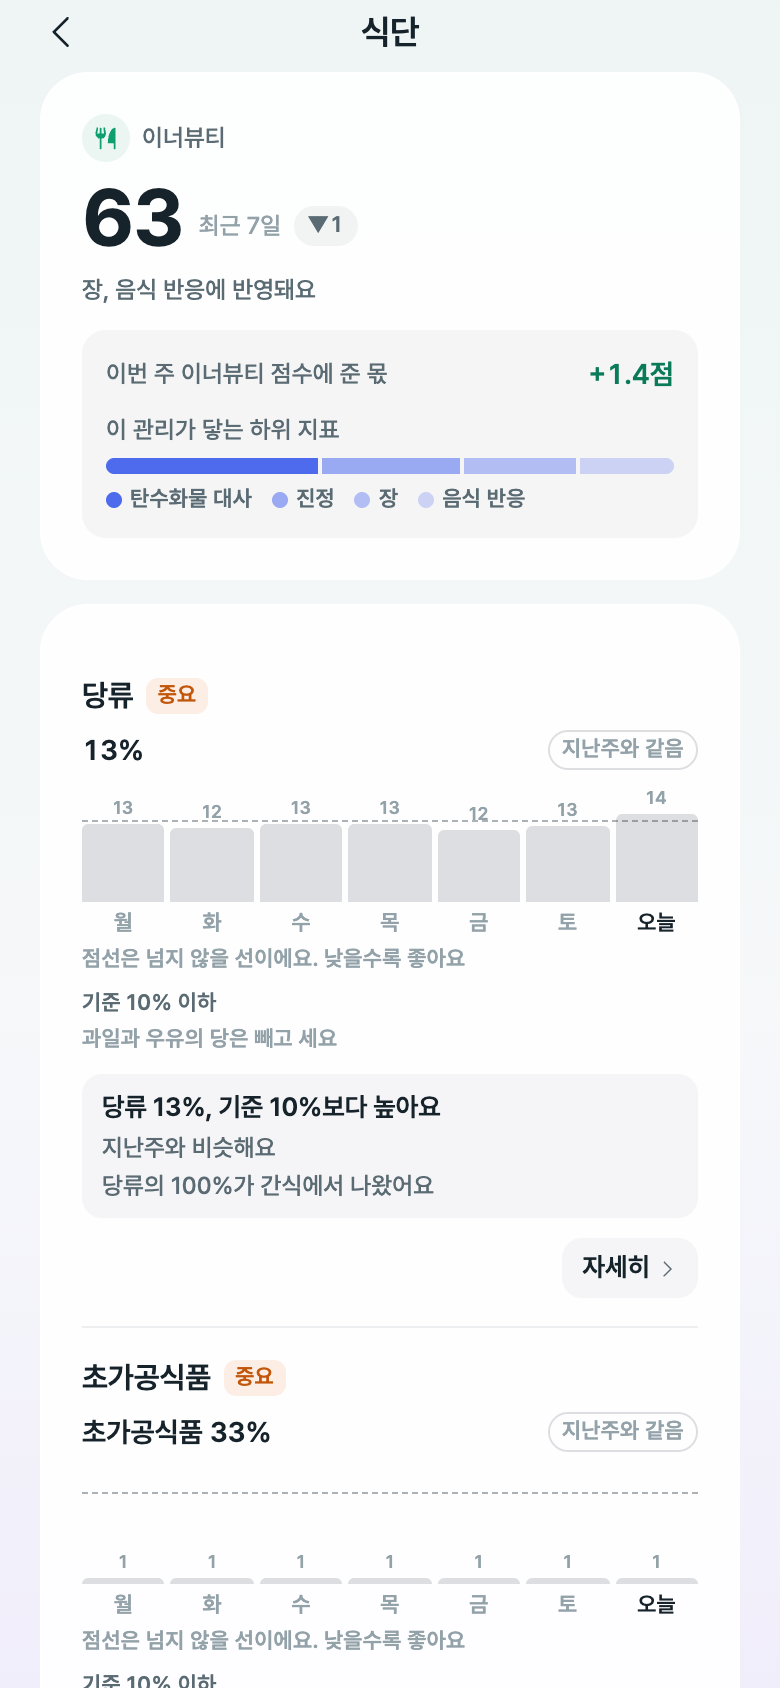 식단
이너뷰티
63 최근 7일 ▼1
장, 음식 반응에 반영돼요
이번 주 이너뷰티 점수에 준 몫 +1.4점
이 관리가 닿는 하위 지표
탄수화물 대사 진정 장 음식 반응
당류 중요
13% 지난주와 같음
13 12 13 13 12 13 14
월 화 수 목 금 토 오늘
점선은 넘지 않을 선이에요. 낮을수록 좋아요
기준 10% 이하
과일과 우유의 당은 빼고 세요
당류 13%, 기준 10%보다 높아요
지난주와 비슷해요
당류의 100%가 간식에서 나왔어요
자세히
초가공식품 중요
초가공식품 33% 지난주와 같음
1 1 1 1 1 1 1
월 화 수 목 금 토 오늘
점선은 넘지 않을 선이에요. 낮을수록 좋아요
기준 10% 이하